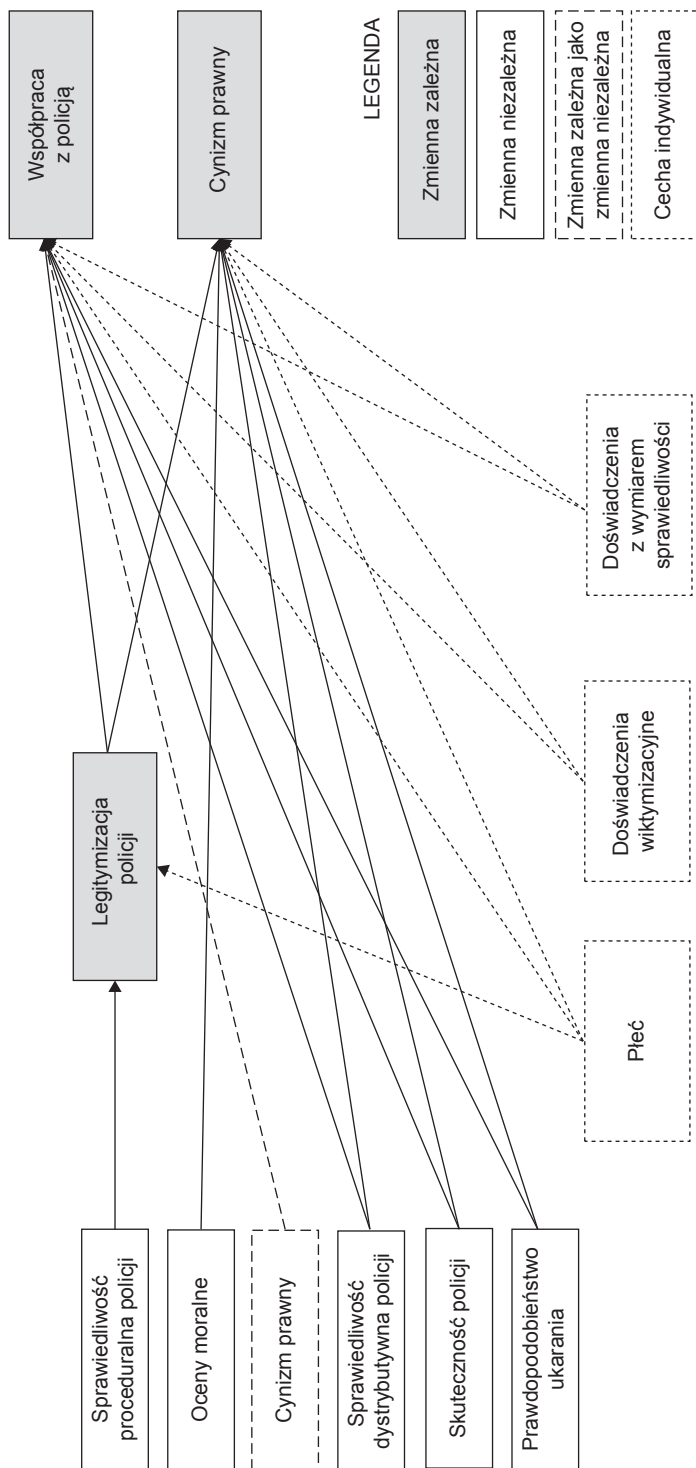 Sprawiedliwość
proceduralna policji
Oceny moralne
Cynizm prawny
Sprawiedliwość
dystrybutywna policji
Skuteczność policji
Prawdopodobieństwo
ukarania
Legitymizacja
policji
Płeć
Doświadczenia
wiktymizacyjne
Doświadczenia
z wymiarem
sprawiedliwości
Współpraca
z policją
Cynizm prawny
LEGENDA
Zmienna zależna
Zmienna niezależna
Zmienna zależna jako
zmienna niezależna
Cecha indywidualna